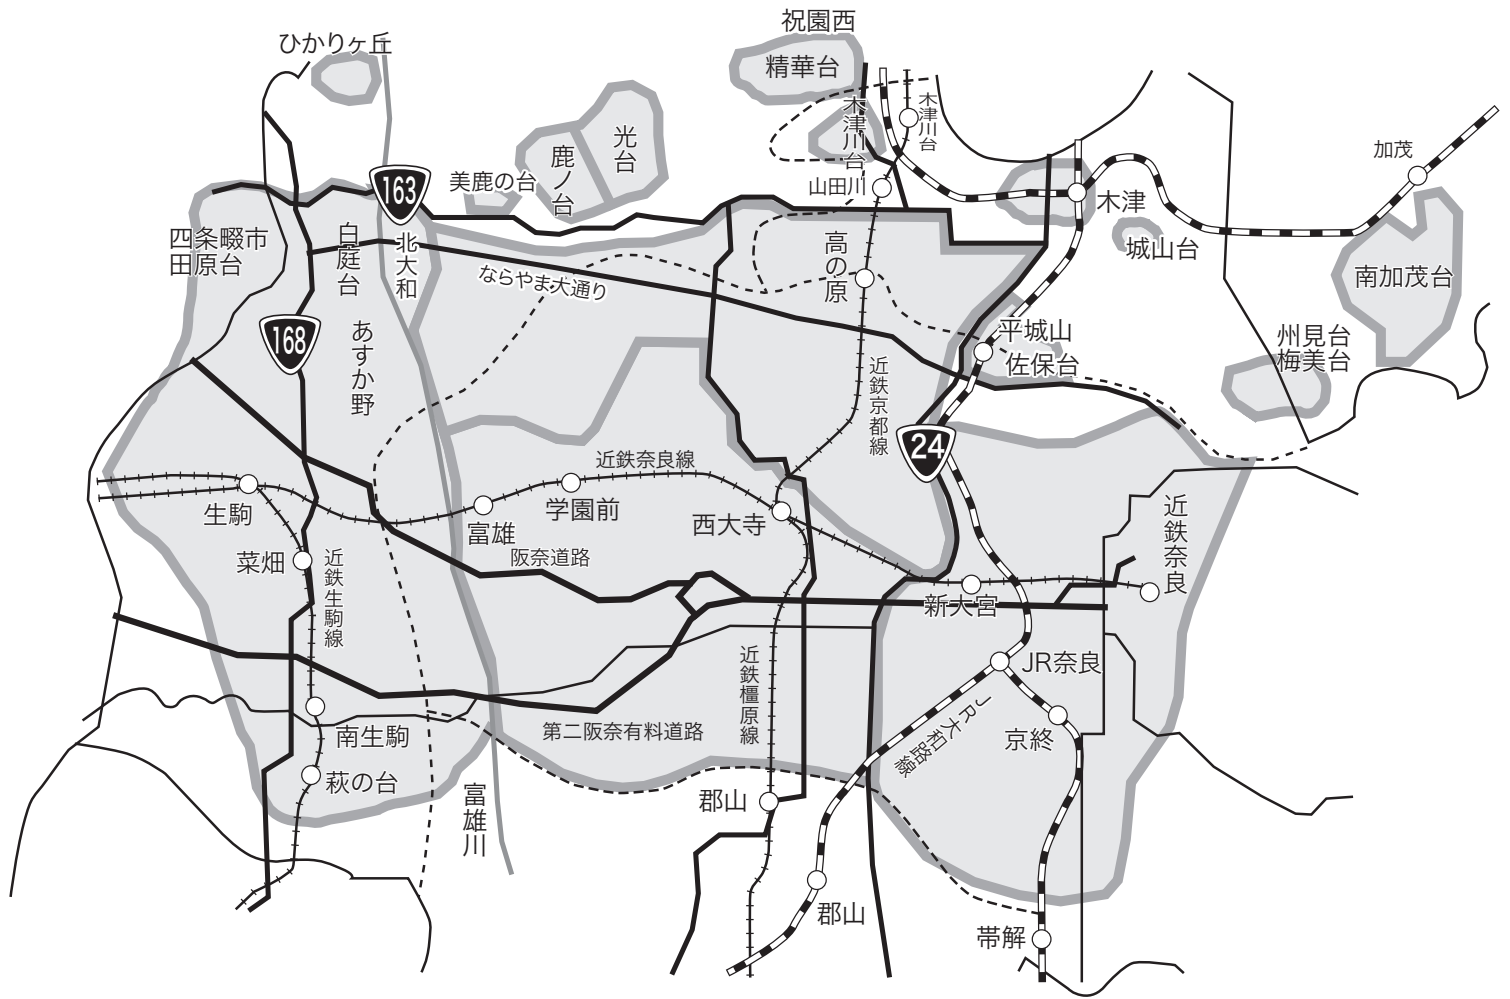 祝園西
ひかりヶ丘
精華台
木津川台
木津川台
光台
鹿ノ台
美鹿の台
加茂
163
山田川
木津
城山台
四条畷市
田原台
白庭台
北大和
高の原
南加茂台
ならやま大通り
168
あすか野
平城山
佐保台
州見台
梅美台
近鉄京都線
24
近鉄奈良線
生駒
学園前
富雄
西大寺
近鉄奈良
菜畑
阪奈道路
近鉄生駒線
新大宮
JR奈良
近鉄橿原線
南生駒
第二阪奈有料道路
JR大和路線
京終
萩の台
富雄川
郡山
郡山
帯解